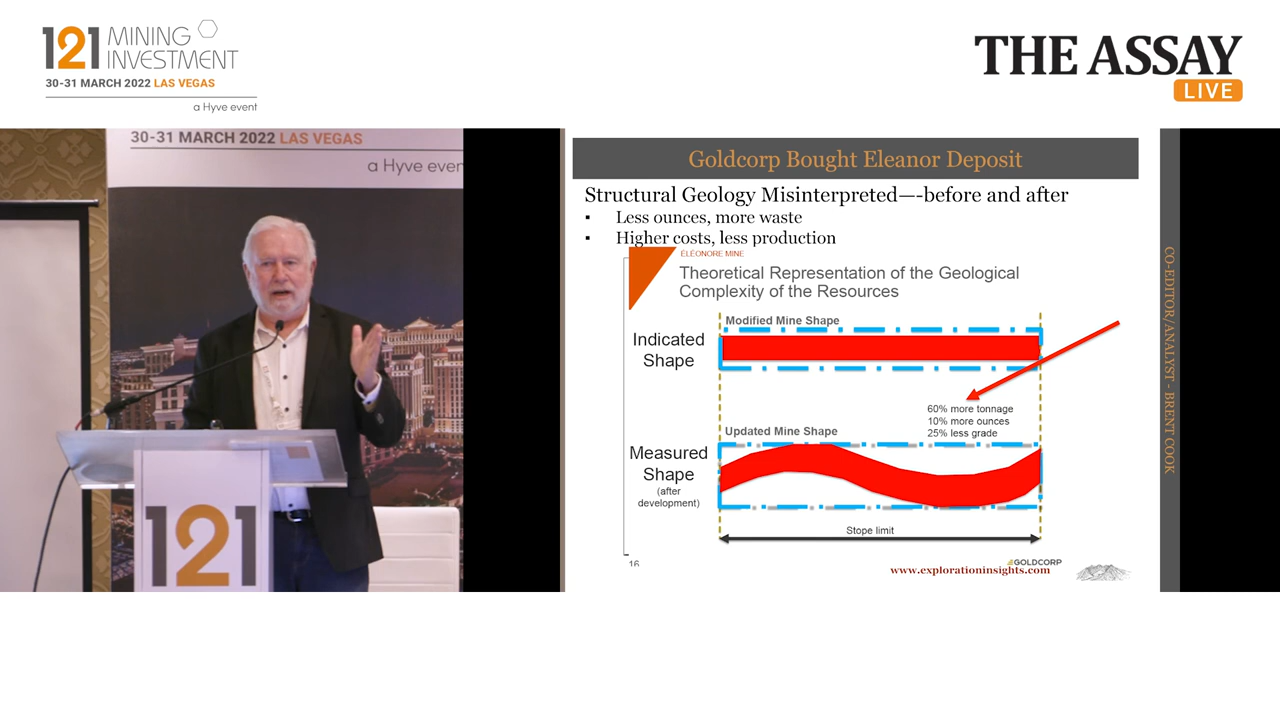 121 MINING
INVESTMENT
30-31 MARCH 2022 LAS VEGAS
a Hyve event
THE ASSAY
LIVE
30-31 MARCH 2022 LAS VEGAS
a Hyve even
121
Goldcorp Bought Eleanor Deposit
Structural Geology Misinterpreted—-before and after
▪ Less ounces, more waste
▪ Higher costs, less production
ÉLÉONORE MINE
Theoretical Representation of the Geological
Complexity of the Resources
Modified Mine Shape
Indicated
Shape
60% more tonnage
10% more ounces
25% less grade
Updated Mine Shape
Measured
Shape
(after
development)
Stope limit
16
GOLDCORP
www.explorationinsights.com
CO-EDITOR/ANALYST - BRENT COOK